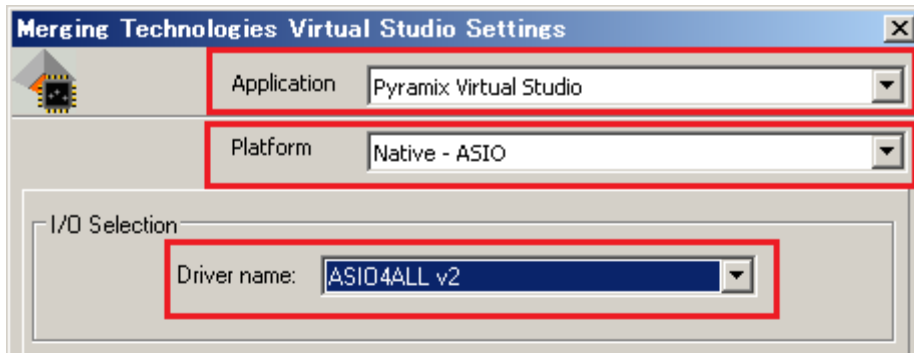 Merging Technologies Virtual Studio Settings
Application Pyramix Virtual Studio
Platform Native - ASIO
I/O Selection
Driver name: ASIO4ALL v2